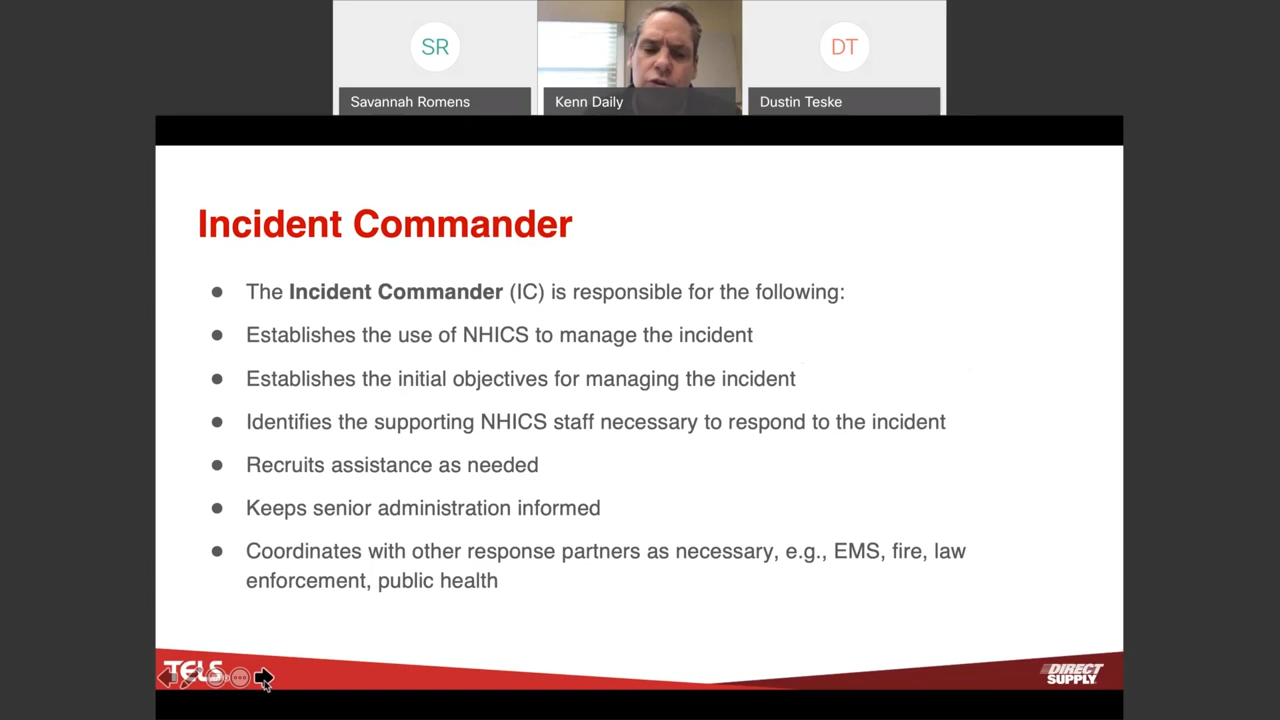 SR
DT
Savannah Romens
Kenn Daily
Dustin Teske
Incident Commander
● The Incident Commander (IC) is responsible for the following:
● Establishes the use of NHICS to manage the incident
● Establishes the initial objectives for managing the incident
● Identifies the supporting NHICS staff necessary to respond to the incident
● Recruits assistance as needed
● Keeps senior administration informed
● Coordinates with other response partners as necessary, e.g., EMS, fire, law
enforcement, public health
TELS
DIRECT
SUPPLY